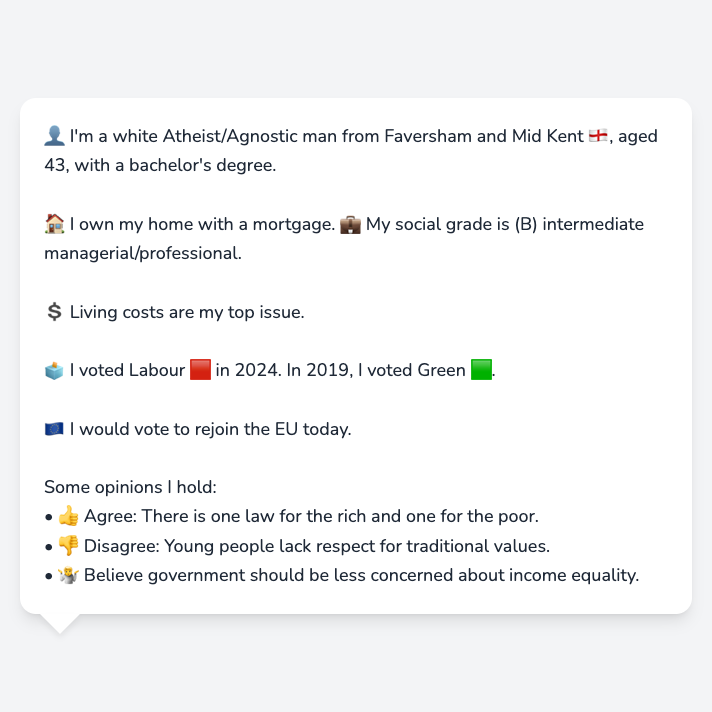 👤 I'm a white Atheist/Agnostic man from Faversham and Mid Kent 🏴󠁧󠁢󠁥󠁮󠁧󠁿, aged
43, with a bachelor's degree.
🏠 I own my home with a mortgage. 💼 My social grade is (B) intermediate
managerial/professional.
💲 Living costs are my top issue.
🗳️ I voted Labour 🟥 in 2024. In 2019, I voted Green 🟩.
🇪🇺 I would vote to rejoin the EU today.
Some opinions I hold:
• 👍 Agree: There is one law for the rich and one for the poor.
• 👎 Disagree: Young people lack respect for traditional values.
• 🤷 Believe government should be less concerned about income equality.